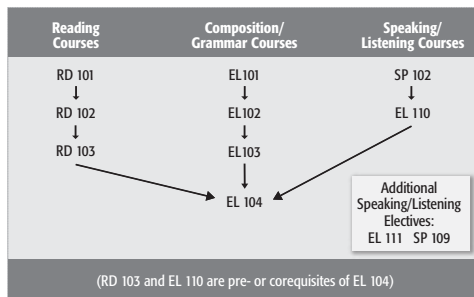 Reading
Courses
Composition/
Grammar Courses
Speaking/
Listening Courses
RD 101
EL101
SP 102
RD 102
EL102
EL 110
RD 103
EL103
EL 104
Additional
Speaking/Listening
Electives:
EL 111 SP 109
(RD 103 and EL 110 are pre- or corequisites of EL 104)